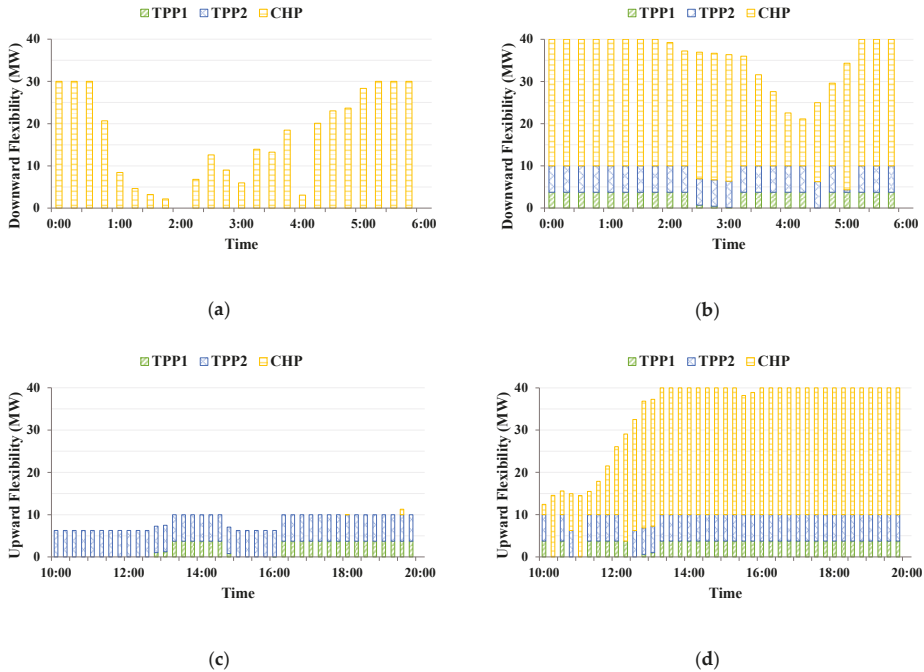 TPP1 TPP2 CHP
Downward Flexibility (MW)
40
30
20
10
0
0:00 1:00 2:00 3:00 4:00 5:00 6:00
Time
(a)
TPP1 TPP2 CHP
Downward Flexibility (MW)
40
30
20
10
0
0:00 1:00 2:00 3:00 4:00 5:00 6:00
Time
(b)
TPP1 TPP2 CHP
Upward Flexibility (MW)
40
30
20
10
0
10:00 12:00 14:00 16:00 18:00 20:00
Time
(c)
TPP1 TPP2 CHP
Upward Flexibility (MW)
40
30
20
10
0
10:00 12:00 14:00 16:00 18:00 20:00
Time
(d)